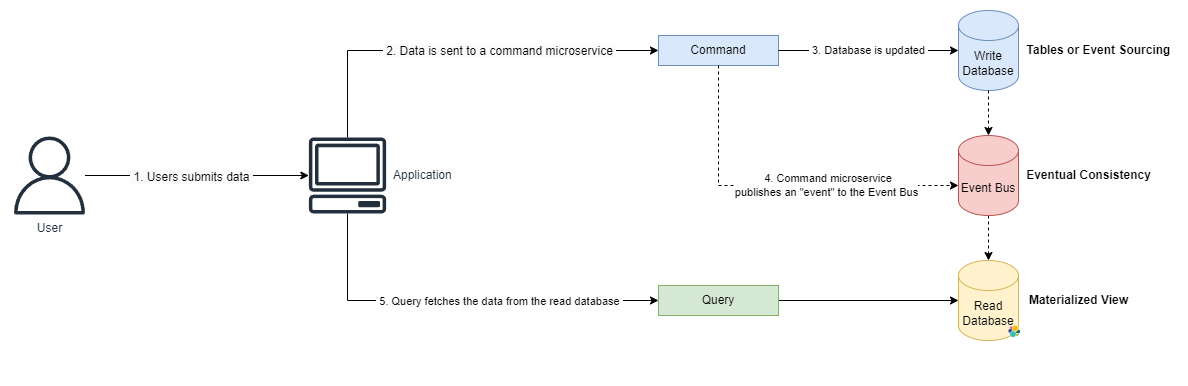 2. Data is sent to a command microservice
Command
3. Database is updated
Write
Database
Tables or Event Sourcing
1. Users submits data
Application
User
4. Command microservice
publishes an "event" to the Event Bus
Event Bus
Eventual Consistency
5. Query fetches the data from the read database
Query
Read
Database
Materialized View